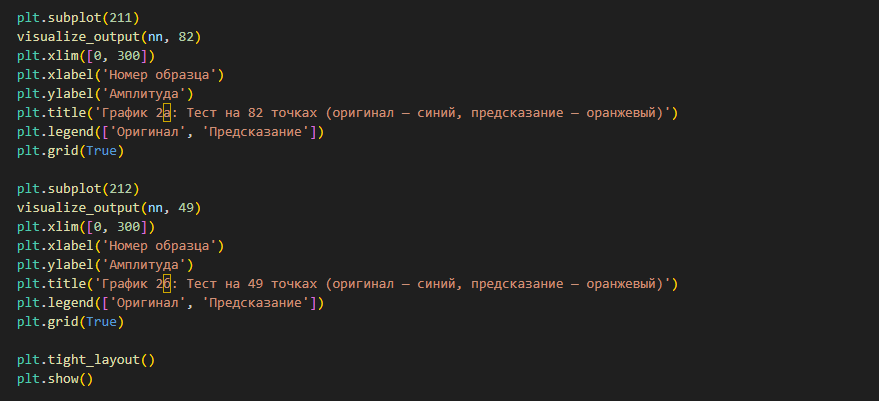 plt.subplot(211)
visualize_output(nn, 82)
plt.xlim([0, 300])
plt.xlabel('Номер образца')
plt.ylabel('Амплитуда')
plt.title('График 2а: Тест на 82 точках (оригинал — синий, предсказание — оранжевый)')
plt.legend(['Оригинал', 'Предсказание'])
plt.grid(True)

plt.subplot(212)
visualize_output(nn, 49)
plt.xlim([0, 300])
plt.xlabel('Номер образца')
plt.ylabel('Амплитуда')
plt.title('График 2б: Тест на 49 точках (оригинал — синий, предсказание — оранжевый)')
plt.legend(['Оригинал', 'Предсказание'])
plt.grid(True)

plt.tight_layout()
plt.show()